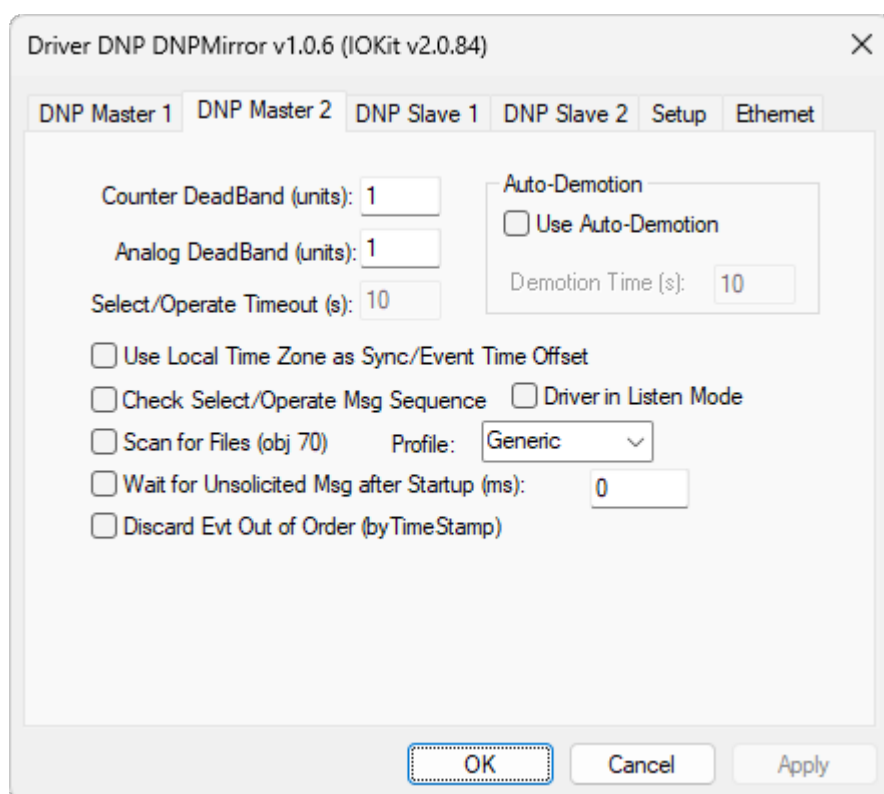 Driver DNP DNPMirror v1.0.6 (IOKit v2.0.84)
DNP Master 1 DNP Master 2 DNP Slave 1 DNP Slave 2 Setup Ethernet
Counter DeadBand (units): 1
Analog DeadBand (units): 1
Select/Operate Timeout (s): 10
Auto-Demotion
Use Auto-Demotion
Demotion Time (s): 10
Use Local Time Zone as Sync/Event Time Offset
Check Select/Operate Msg Sequence Driver in Listen Mode
Scan for Files (obj 70) Profile: Generic
Wait for Unsolicited Msg after Startup (ms): 0
Discard Evt Out of Order (by TimeStamp)
OK Cancel Apply